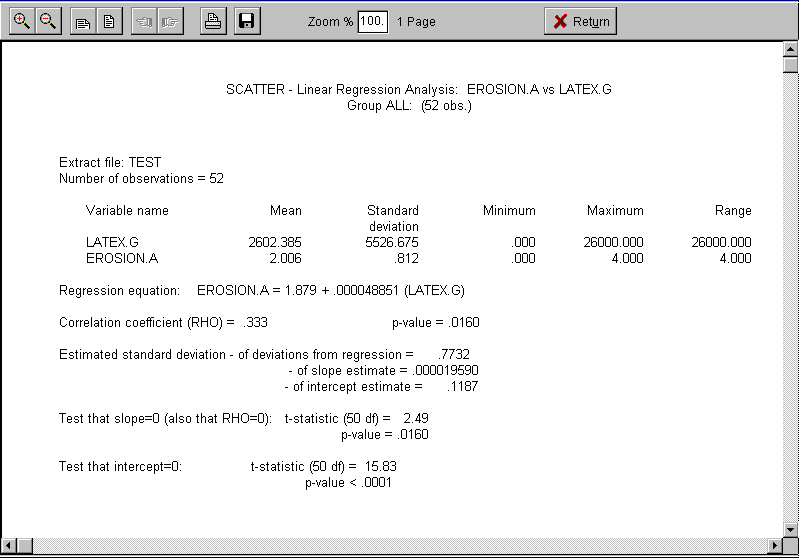 Zoom % 100. 1 Page Return
SCATTER - Linear Regression Analysis: EROSION.A vs LATEX.G
Group ALL: (52 obs.)
Extract file: TEST
Number of observations = 52
Variable name Mean Standard deviation Minimum Maximum Range
LATEX.G 2602.385 5526.675 .000 26000.000 26000.000
EROSION.A 2.006 .812 .000 4.000 4.000
Regression equation: EROSION.A = 1.879 + .000048851 (LATEX.G)
Correlation coefficient (RHO) = .333 p-value = .0160
Estimated standard deviation - of deviations from regression = .7732
- of slope estimate = .000019590
- of intercept estimate = .1187
Test that slope=0 (also that RHO=0): t-statistic (50 df) = 2.49
p-value = .0160
Test that intercept=0: t-statistic (50 df) = 15.83
p-value < .0001